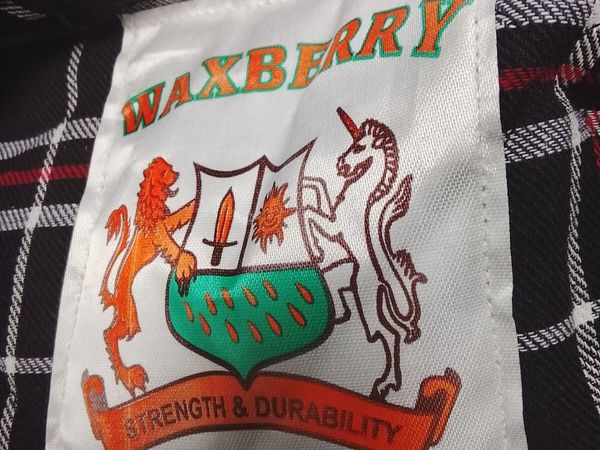 WAXBERRY
STRENGTH & DURABILITY